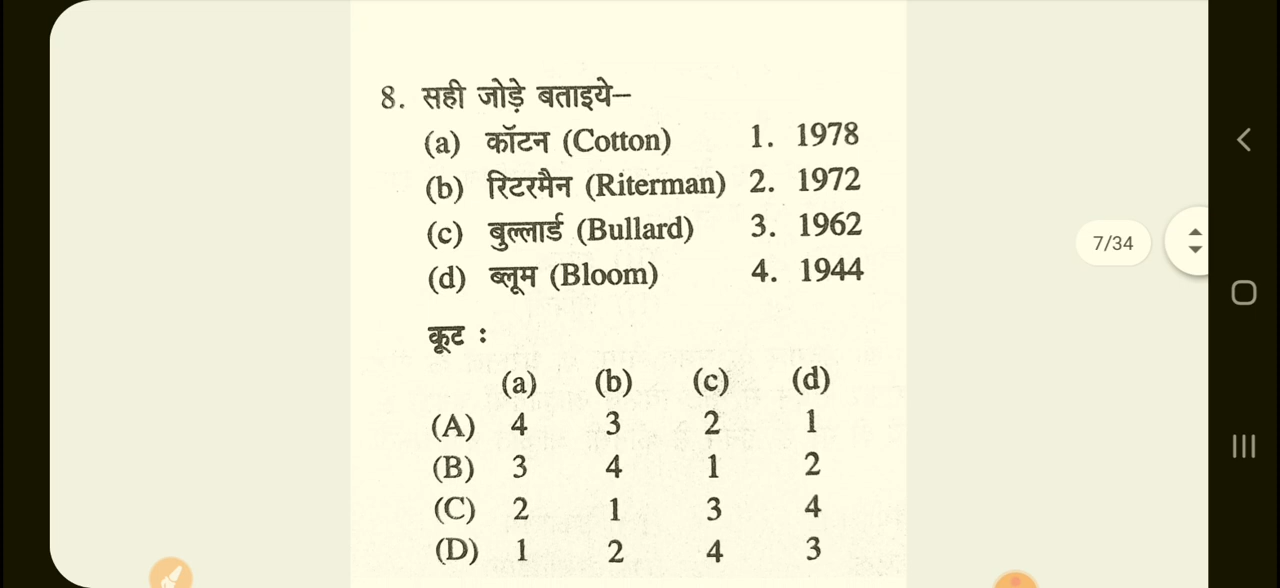 8. सही जोड़े बताइये–
(a) कॉटन (Cotton) 1. 1978
(b) रिटरमैन (Riterman) 2. 1972
(c) बुल्लार्ड (Bullard) 3. 1962
(d) ब्लूम (Bloom) 4. 1944
कूट :
(a) (b) (c) (d)
(A) 4 3 2 1
(B) 3 4 1 2
(C) 2 1 3 4
(D) 1 2 4 3
7/34